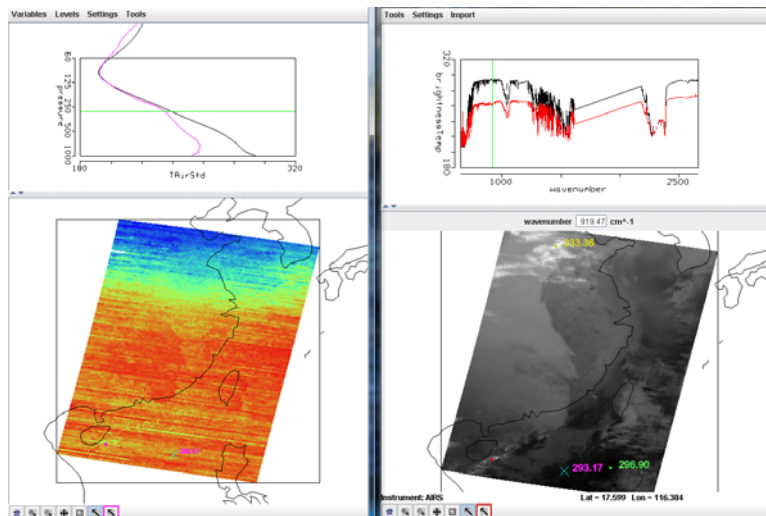 Variables Levels Settings Tools
60
125
250
500
1000
pressure
180
320
TAirStd
Tools Settings Import
320
180
brightnessTemp
1000
2500
wavenumber
wavenumber 919.47 cm^-1
233.36
293.17
296.90
Instrument: AIRS
Lat = 17.599 Lon = 116.384